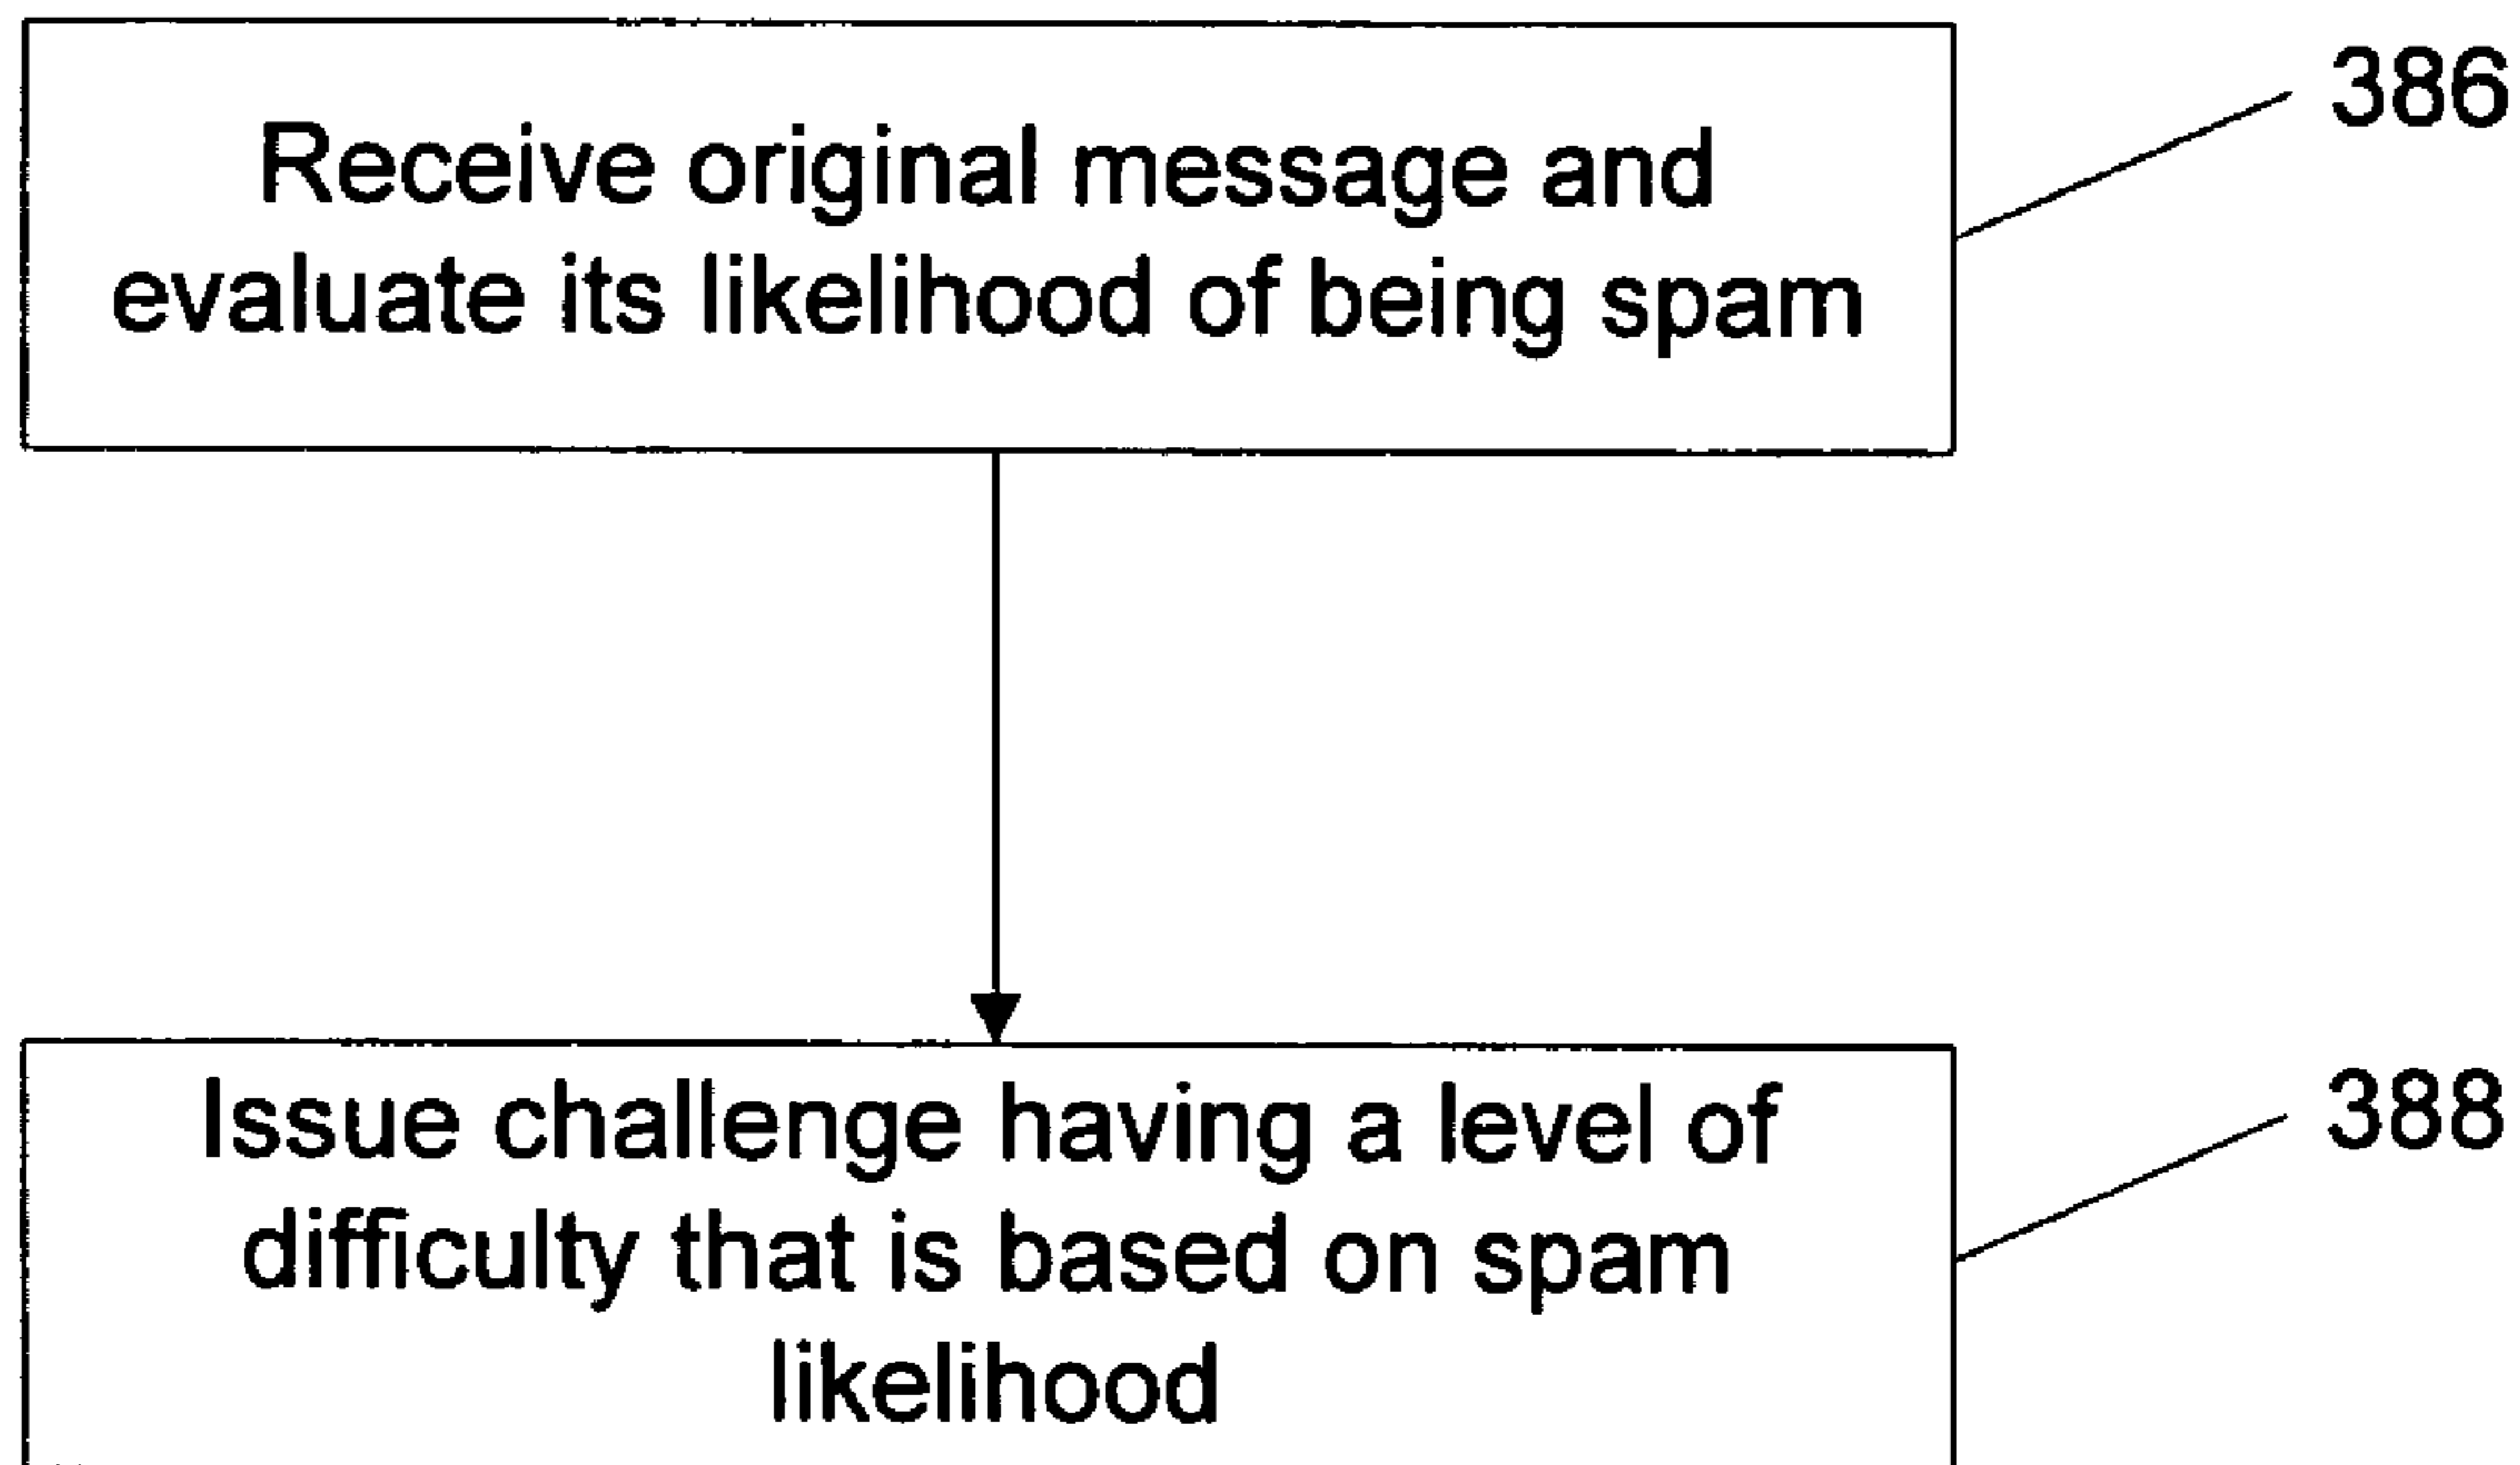 386
Receive original message and
evaluate its likelihood of being spam
388
Issue challenge having a level of
difficulty that is based on spam
likelihood